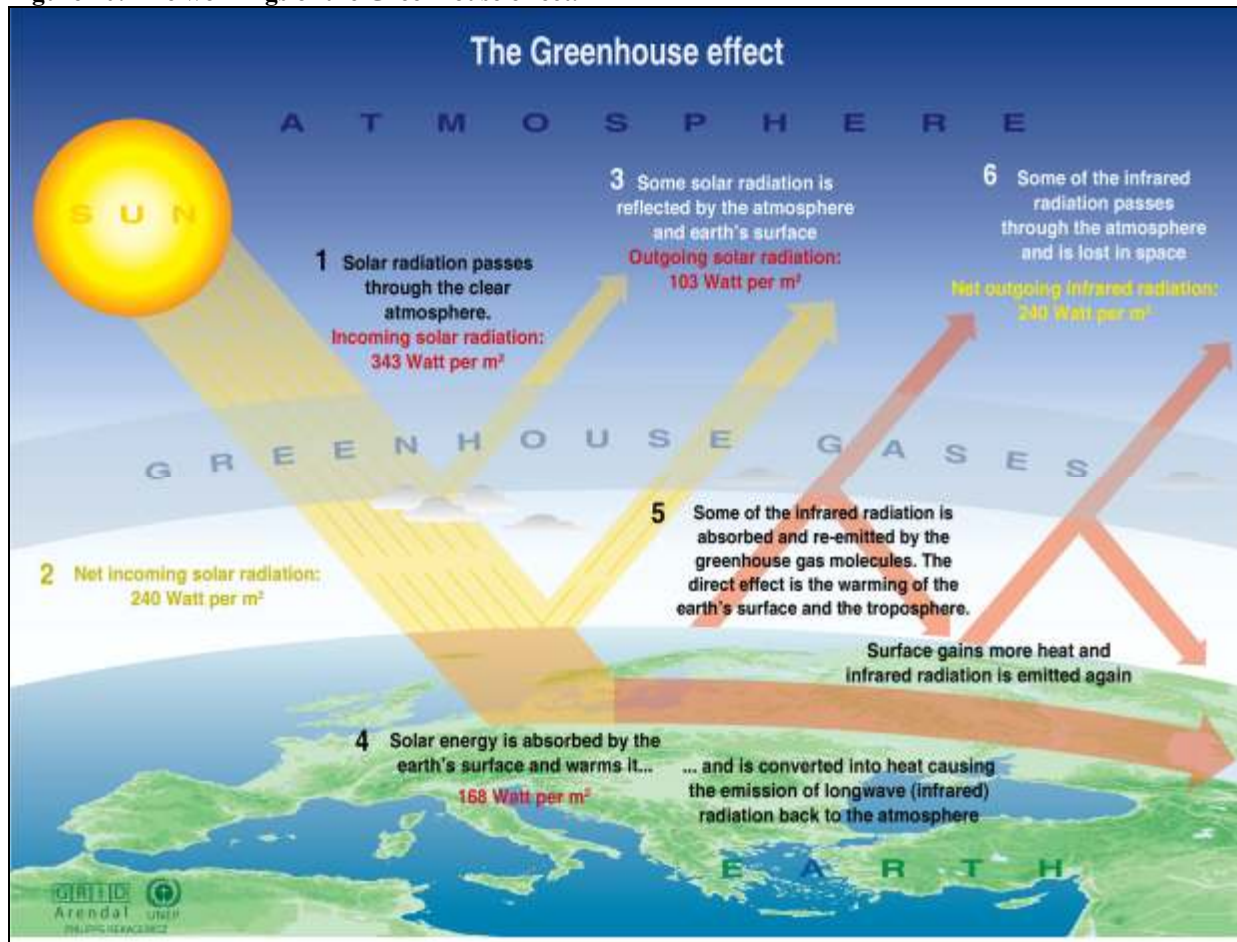 The Greenhouse effect
A T M O S P H E R E
S U N
1 Solar radiation passes
through the clear
atmosphere.
Incoming solar radiation:
343 Watt per m²
3 Some solar radiation is
reflected by the atmosphere
and earth's surface
Outgoing solar radiation:
103 Watt per m²
6 Some of the infrared
radiation passes
through the atmosphere
and is lost in space
Net outgoing infrared radiation:
240 Watt per m²
G R E E N H O U S E G A S E S
2 Net incoming solar radiation:
240 Watt per m²
5 Some of the infrared radiation is
absorbed and re-emitted by the
greenhouse gas molecules. The
direct effect is the warming of the
earth's surface and the troposphere.
Surface gains more heat and
infrared radiation is emitted again
4 Solar energy is absorbed by the
earth's surface and warms it...
168 Watt per m²
... and is converted into heat causing
the emission of longwave (infrared)
radiation back to the atmosphere
E A R T H
G R I D
Arendal UNEP